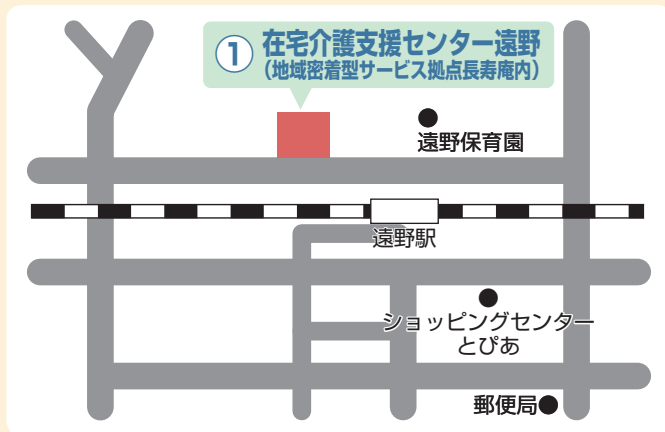 ① 在宅介護支援センター遠野
（地域密着型サービス拠点長寿庵内）
遠野保育園
遠野駅
ショッピングセンター
とぴあ
郵便局